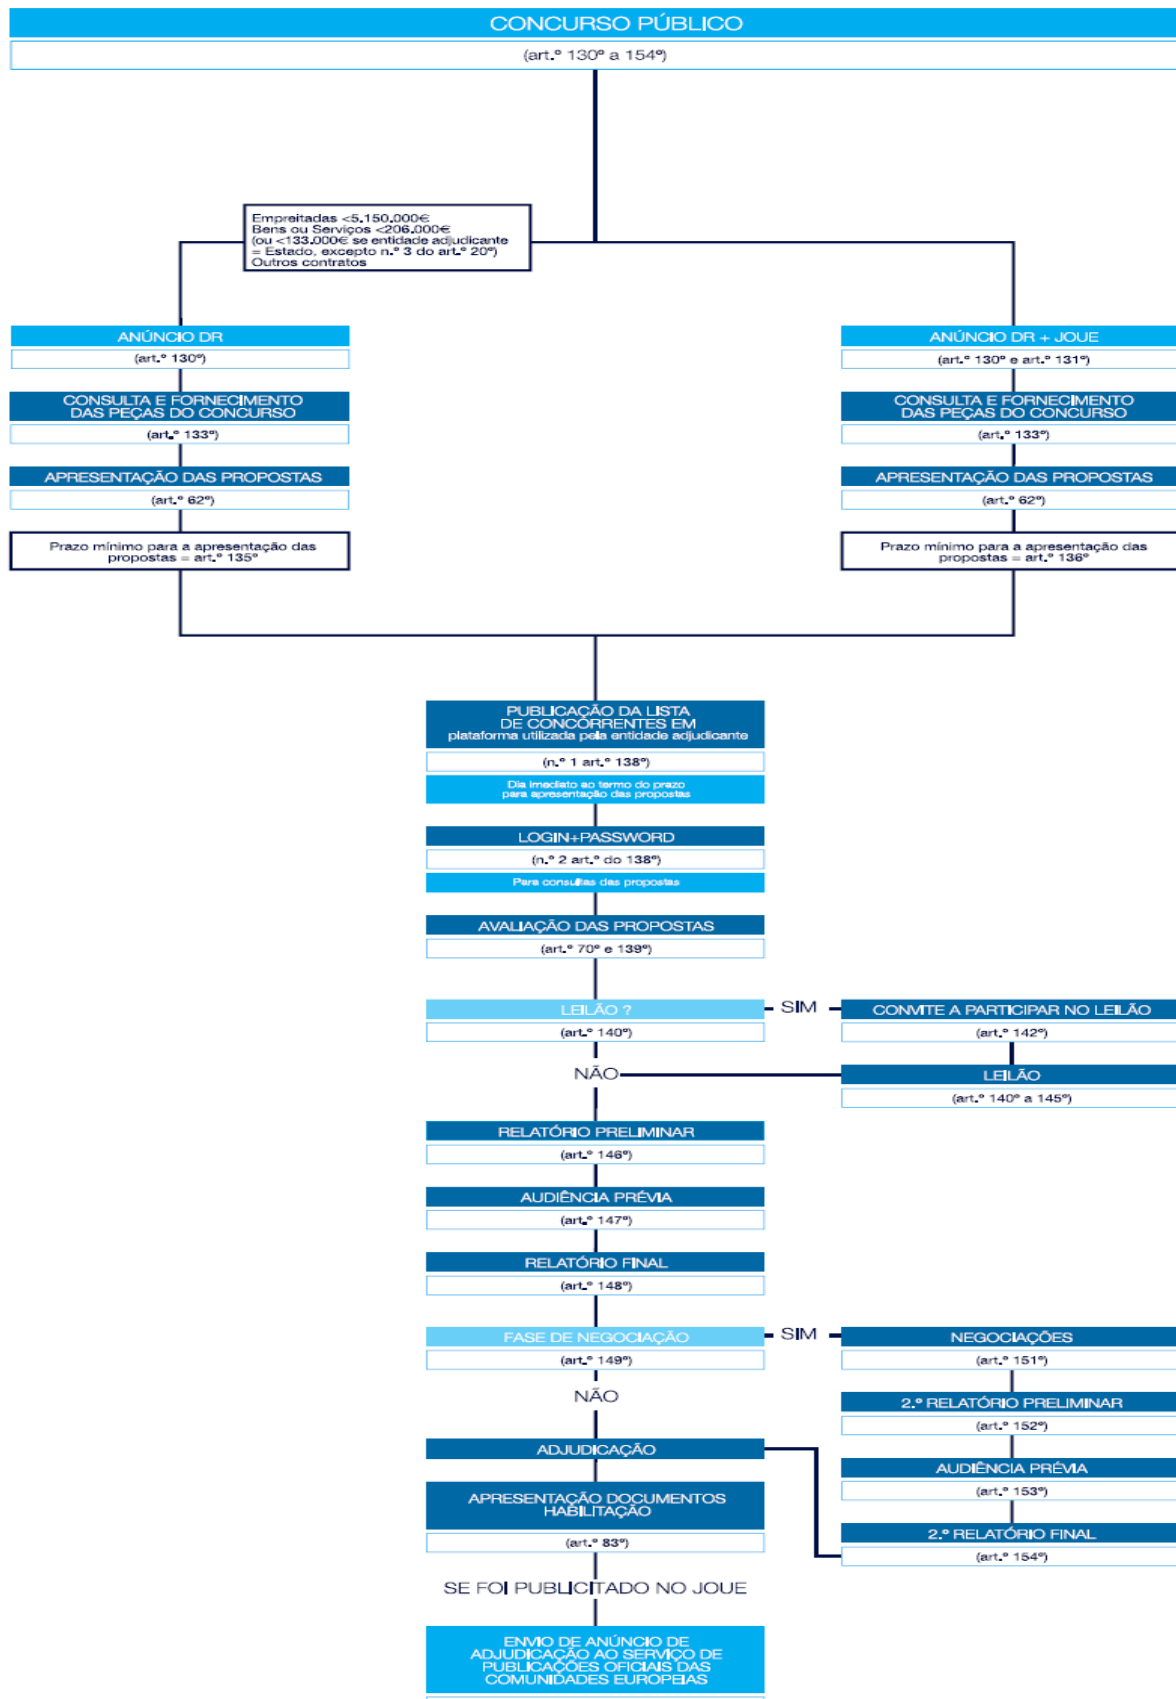 CONCURSO PÚBLICO
(art.º 130º a 154º)
Empreitadas <5.150.000€
Bens ou Serviços <206.000€
(ou <133.000€ se entidade adjudicante
= Estado, excepto n.º 3 do art.º 20º)
Outros contratos
ANÚNCIO DR
(art.º 130º)
CONSULTA E FORNECIMENTO
DAS PEÇAS DO CONCURSO
(art.º 133º)
APRESENTAÇÃO DAS PROPOSTAS
(art.º 62º)
Prazo mínimo para a apresentação das
propostas = art.º 135º
ANÚNCIO DR + JOUE
(art.º 130º e art.º 131º)
CONSULTA E FORNECIMENTO
DAS PEÇAS DO CONCURSO
(art.º 133º)
APRESENTAÇÃO DAS PROPOSTAS
(art.º 62º)
Prazo mínimo para a apresentação das
propostas = art.º 136º
PUBLICAÇÃO DA LISTA
DE CONCORRENTES EM
plataforma utilizada pela entidade adjudicante
(n.º 1 art.º 138º)
Dia imediato ao termo do prazo
para apresentação das propostas
LOGIN+PASSWORD
(n.º 2 art.º do 138º)
Para consultas das propostas
AVALIAÇÃO DAS PROPOSTAS
(art.º 70º e 139º)
LEILÃO ?
(art.º 140º)
SIM
CONVITE A PARTICIPAR NO LEILÃO
(art.º 142º)
NÃO
LEILÃO
(art.º 140º a 145º)
RELATÓRIO PRELIMINAR
(art.º 146º)
AUDIÊNCIA PRÉVIA
(art.º 147º)
RELATÓRIO FINAL
(art.º 148º)
FASE DE NEGOCIAÇÃO
(art.º 149º)
SIM
NEGOCIAÇÕES
(art.º 151º)
NÃO
2.º RELATÓRIO PRELIMINAR
(art.º 152º)
AUDIÊNCIA PRÉVIA
(art.º 153º)
2.º RELATÓRIO FINAL
(art.º 154º)
ADJUDICAÇÃO
APRESENTAÇÃO DOCUMENTOS
HABILITAÇÃO
(art.º 83º)
SE FOI PUBLICITADO NO JOUE
ENVIO DE ANÚNCIO DE
ADJUDICAÇÃO AO SERVIÇO DE
PUBLICAÇÕES OFICIAIS DAS
COMUNIDADES EUROPEIAS